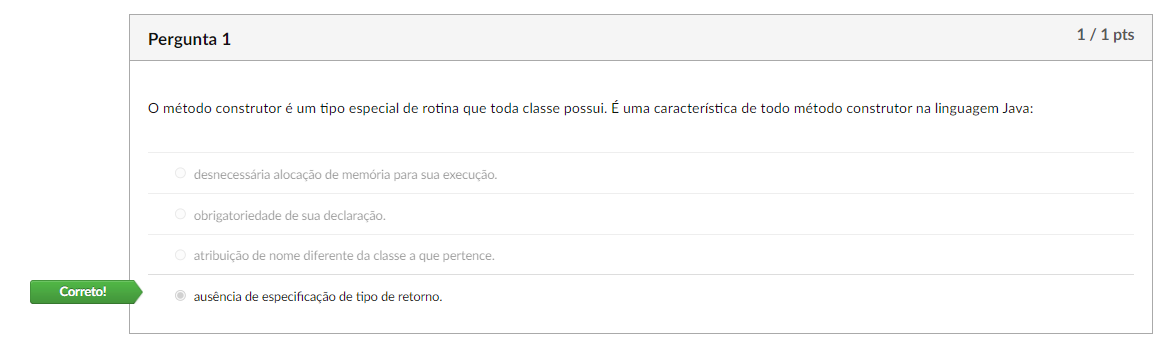 Pergunta 1
1 / 1 pts
O método construtor é um tipo especial de rotina que toda classe possui. É uma característica de todo método construtor na linguagem Java:
desnecessária alocação de memória para sua execução.
obrigatoriedade de sua declaração.
atribuição de nome diferente da classe a que pertence.
Correto!
ausência de especificação de tipo de retorno.